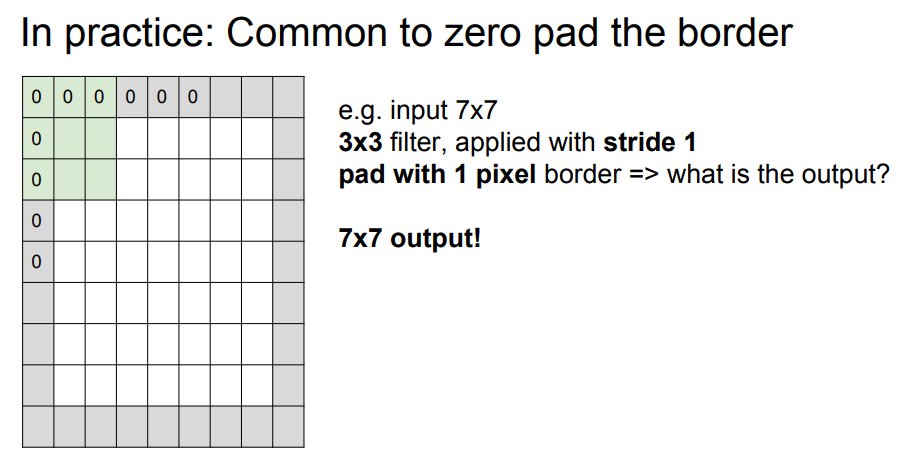 In practice: Common to zero pad the border
0 0 0 0 0 0
0
0
0
0
e.g. input 7x7
3x3 filter, applied with stride 1
pad with 1 pixel border => what is the output?
7x7 output!